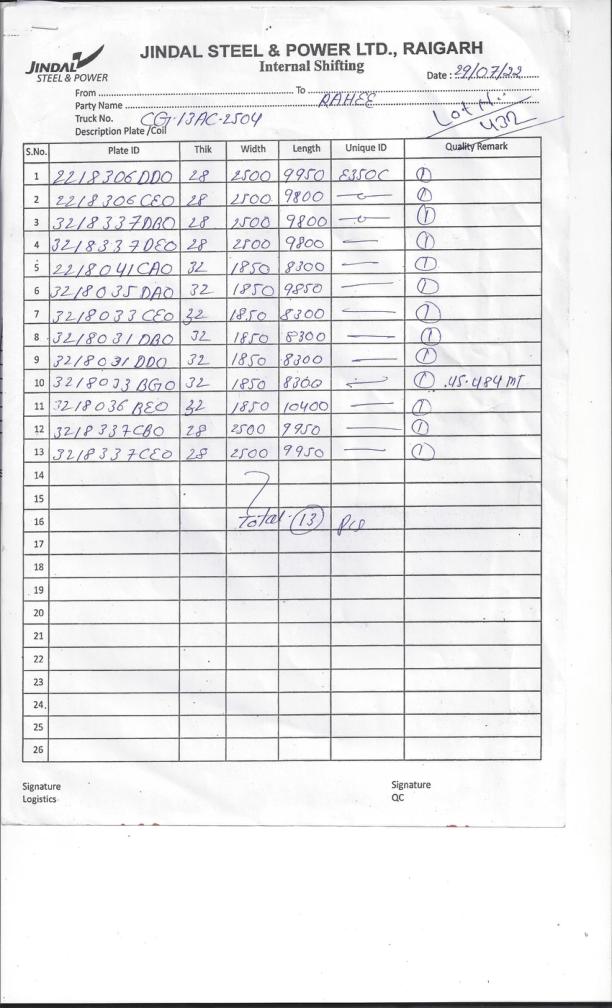 JINDAL
STEEL & POWER
JINDAL STEEL & POWER LTD., RAIGARH
Internal Shifting
Date : 29/07/22
From To
Party Name RAHEE
Truck No. CG-13AC-2504
Lot N.: 432
Description Plate /Coil
S.No. Plate ID Thik Width Length Unique ID Quality Remark
1 2218306DDO 28 2500 9950 E350C 1
2 2218306CEO 28 2500 9800 1
3 3218337DBO 28 2500 9800 1
4 3218337DEO 28 2500 9800 1
5 2218041CAO 32 1850 8300 1
6 3218035DAO 32 1850 9850 1
7 3218033CEO 32 1850 8300 1
8 3218031DBO 32 1850 8300 1
9 3218031DDO 32 1850 8300 1
10 3218033BGO 32 1850 8300 1 .45.484 MT
11 3218036BEO 32 1850 10400 1
12 3218337CBO 28 2500 9950 1
13 3218337CEO 28 2500 9950 1
14
15
16 Total. 13 pcs
17
18
19
20
21
22
23
24.
25
26
Signature Signature
Logistics QC